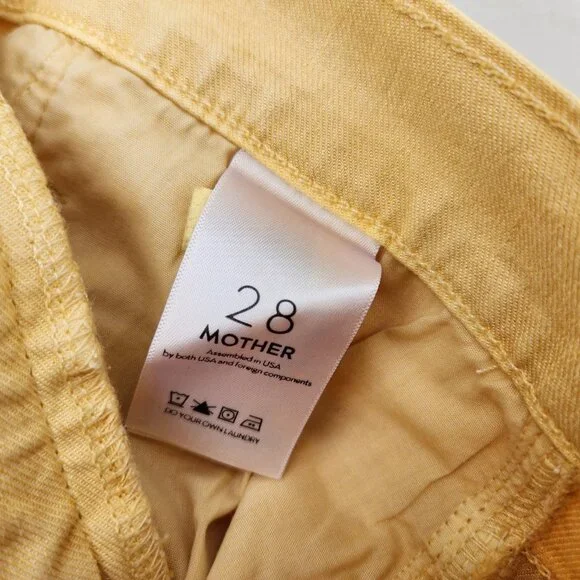 28
MOTHER
Assembled in USA
by both USA and foreign components
DO YOUR OWN LAUNDRY